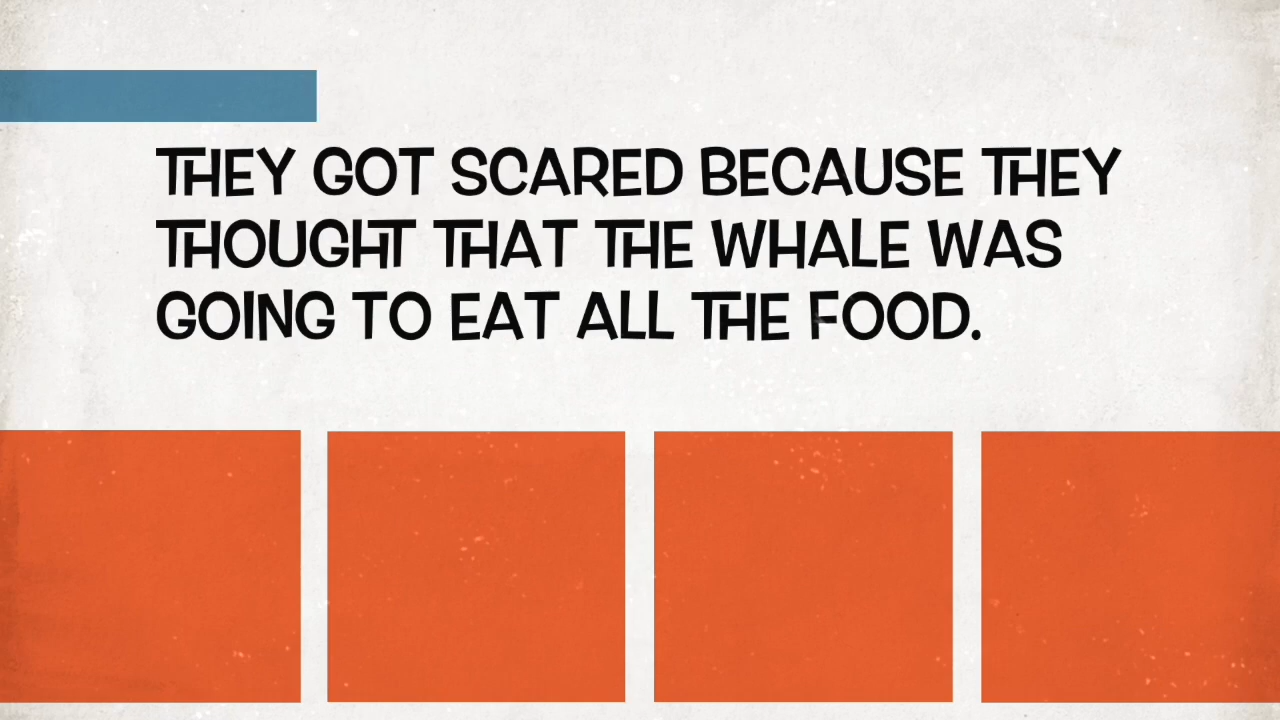 THEY GOT SCARED BECAUSE THEY
THOUGHT THAT THE WHALE WAS
GOING TO EAT ALL THE FOOD.